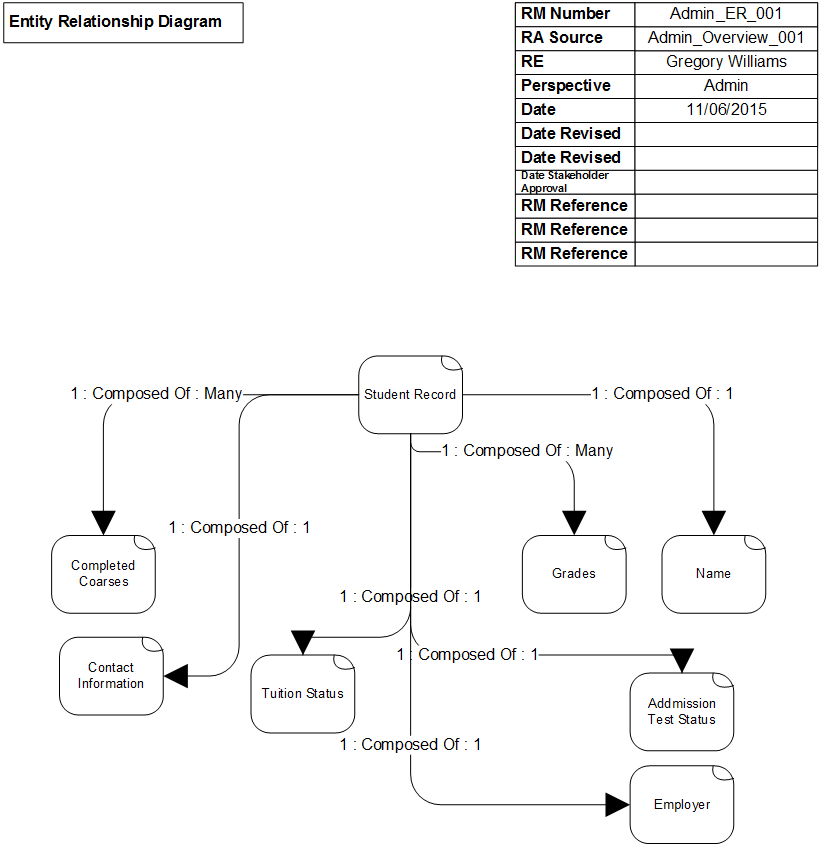 Entity Relationship Diagram
RM Number Admin_ER_001
RA Source Admin_Overview_001
RE Gregory Williams
Perspective Admin
Date 11/06/2015
Date Revised
Date Revised
Date Stakeholder
Approval
RM Reference
RM Reference
RM Reference
1 : Composed Of : Many
Student Record
1 : Composed Of : 1
1 : Composed Of : Many
1 : Composed Of : 1
Completed
Coarses
Grades
Name
1 : Composed Of : 1
1 : Composed Of : 1
Contact
Information
Tuition Status
Addmission
Test Status
1 : Composed Of : 1
Employer